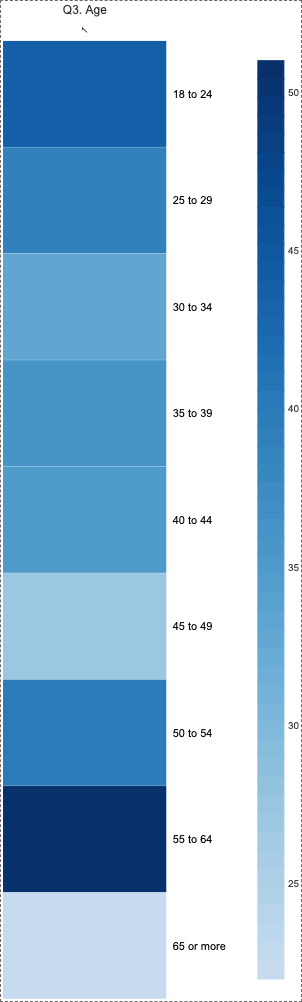 Q3. Age
1
18 to 24
25 to 29
30 to 34
35 to 39
40 to 44
45 to 49
50 to 54
55 to 64
65 or more
50
45
40
35
30
25